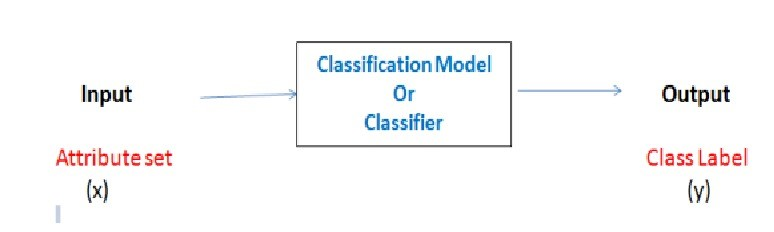 Input
Attribute set
(x)
Classification Model
Or
Classifier
Output
Class Label
(y)